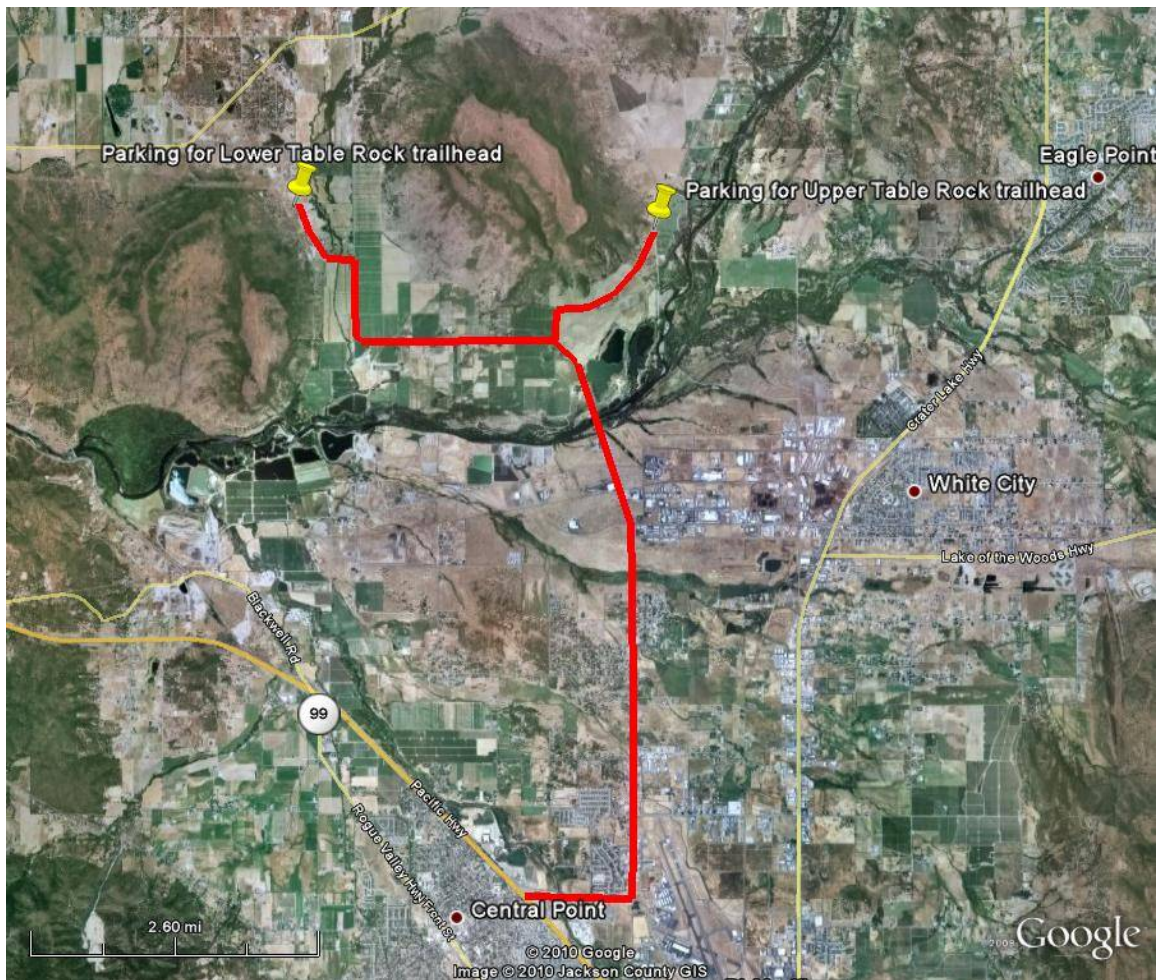 Parking for Lower Table Rock trailhead
Eagle Point
Parking for Upper Table Rock trailhead
Crater Lake Hwy
White City
Lake of the Woods Hwy
Blackwell Rd
99
Pacific Hwy
Rogue Valley Hwy Front St
Central Point
2.60 mi
© 2010 Google
Image © 2010 Jackson County GIS
2009 Google